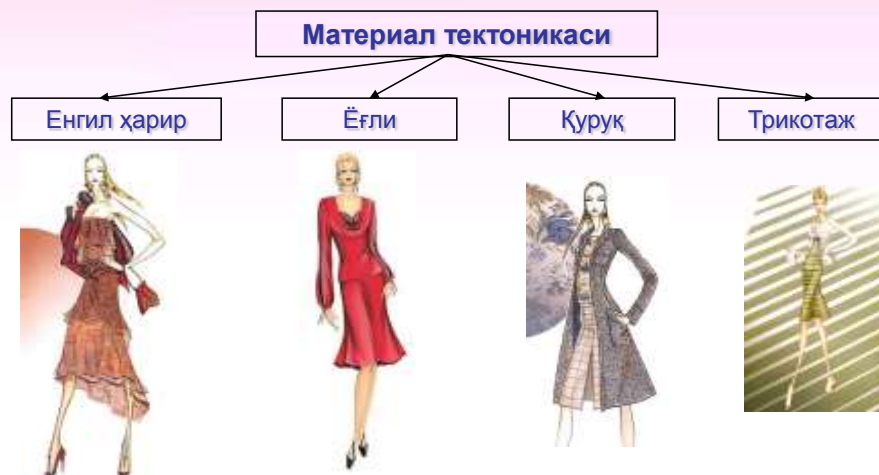 Материал тектоникаси
Енгил ҳарир
Ёғли
Қуруқ
Трикотаж